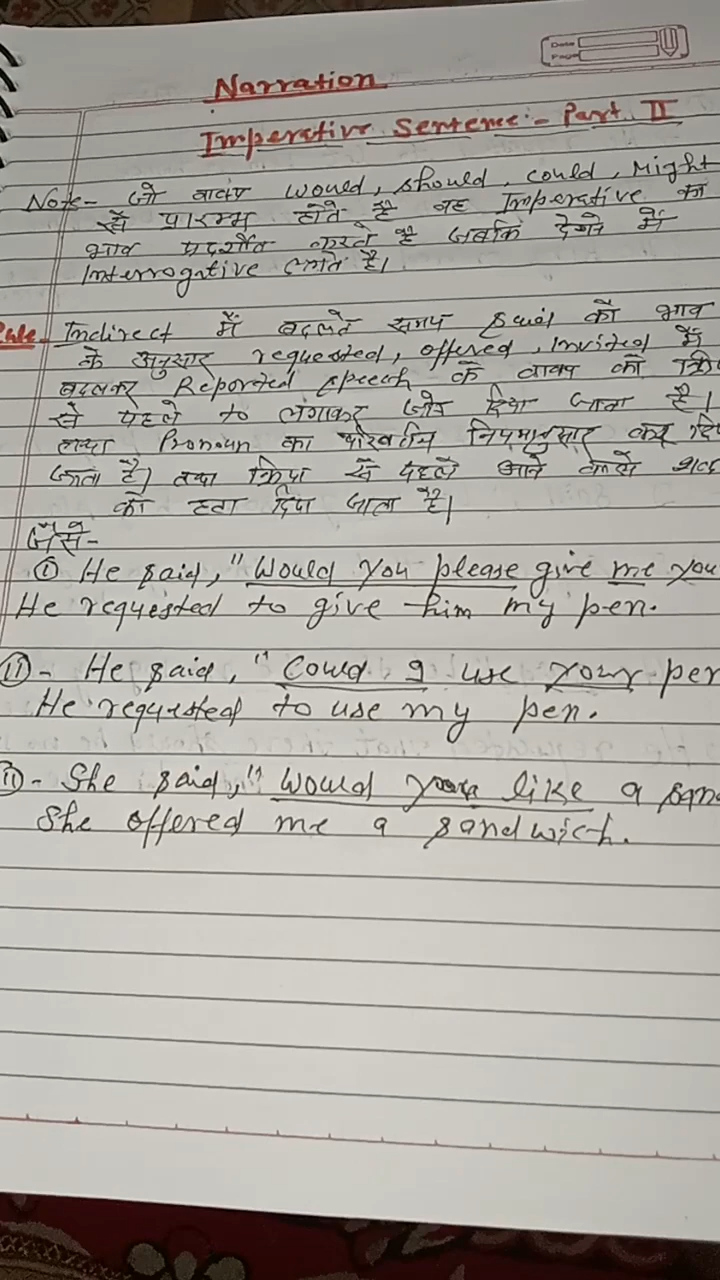 Date
Page
Narration
Imperative Sentence:- Part II
Note- जो वाक्य would, should, could, Might
से प्रारम्भ होते है वह Imperative का
भाव प्रदर्शित करते है जबकि देखने में
Interrogative लगते है।
Rule- Indirect में बदलते समय said को भाव
के अनुसार requested, offered, invited में
बदलकर Reported speech के वाक्य को
से पहले to लगाकर जोड़ दिया जाता है।
तथा Pronoun का परिवर्तन नियमानुसार कर
जाता है। तथा क्रिया से पहले आने वाले
को हटा दिया जाता है।
जैसे-
(i) He said, "Would you please give me you
He requested to give him my pen.
(ii)- He said, "Could I use your pen
He requested to use my pen.
She said, "Would you like a san
She offered me a sandwich.